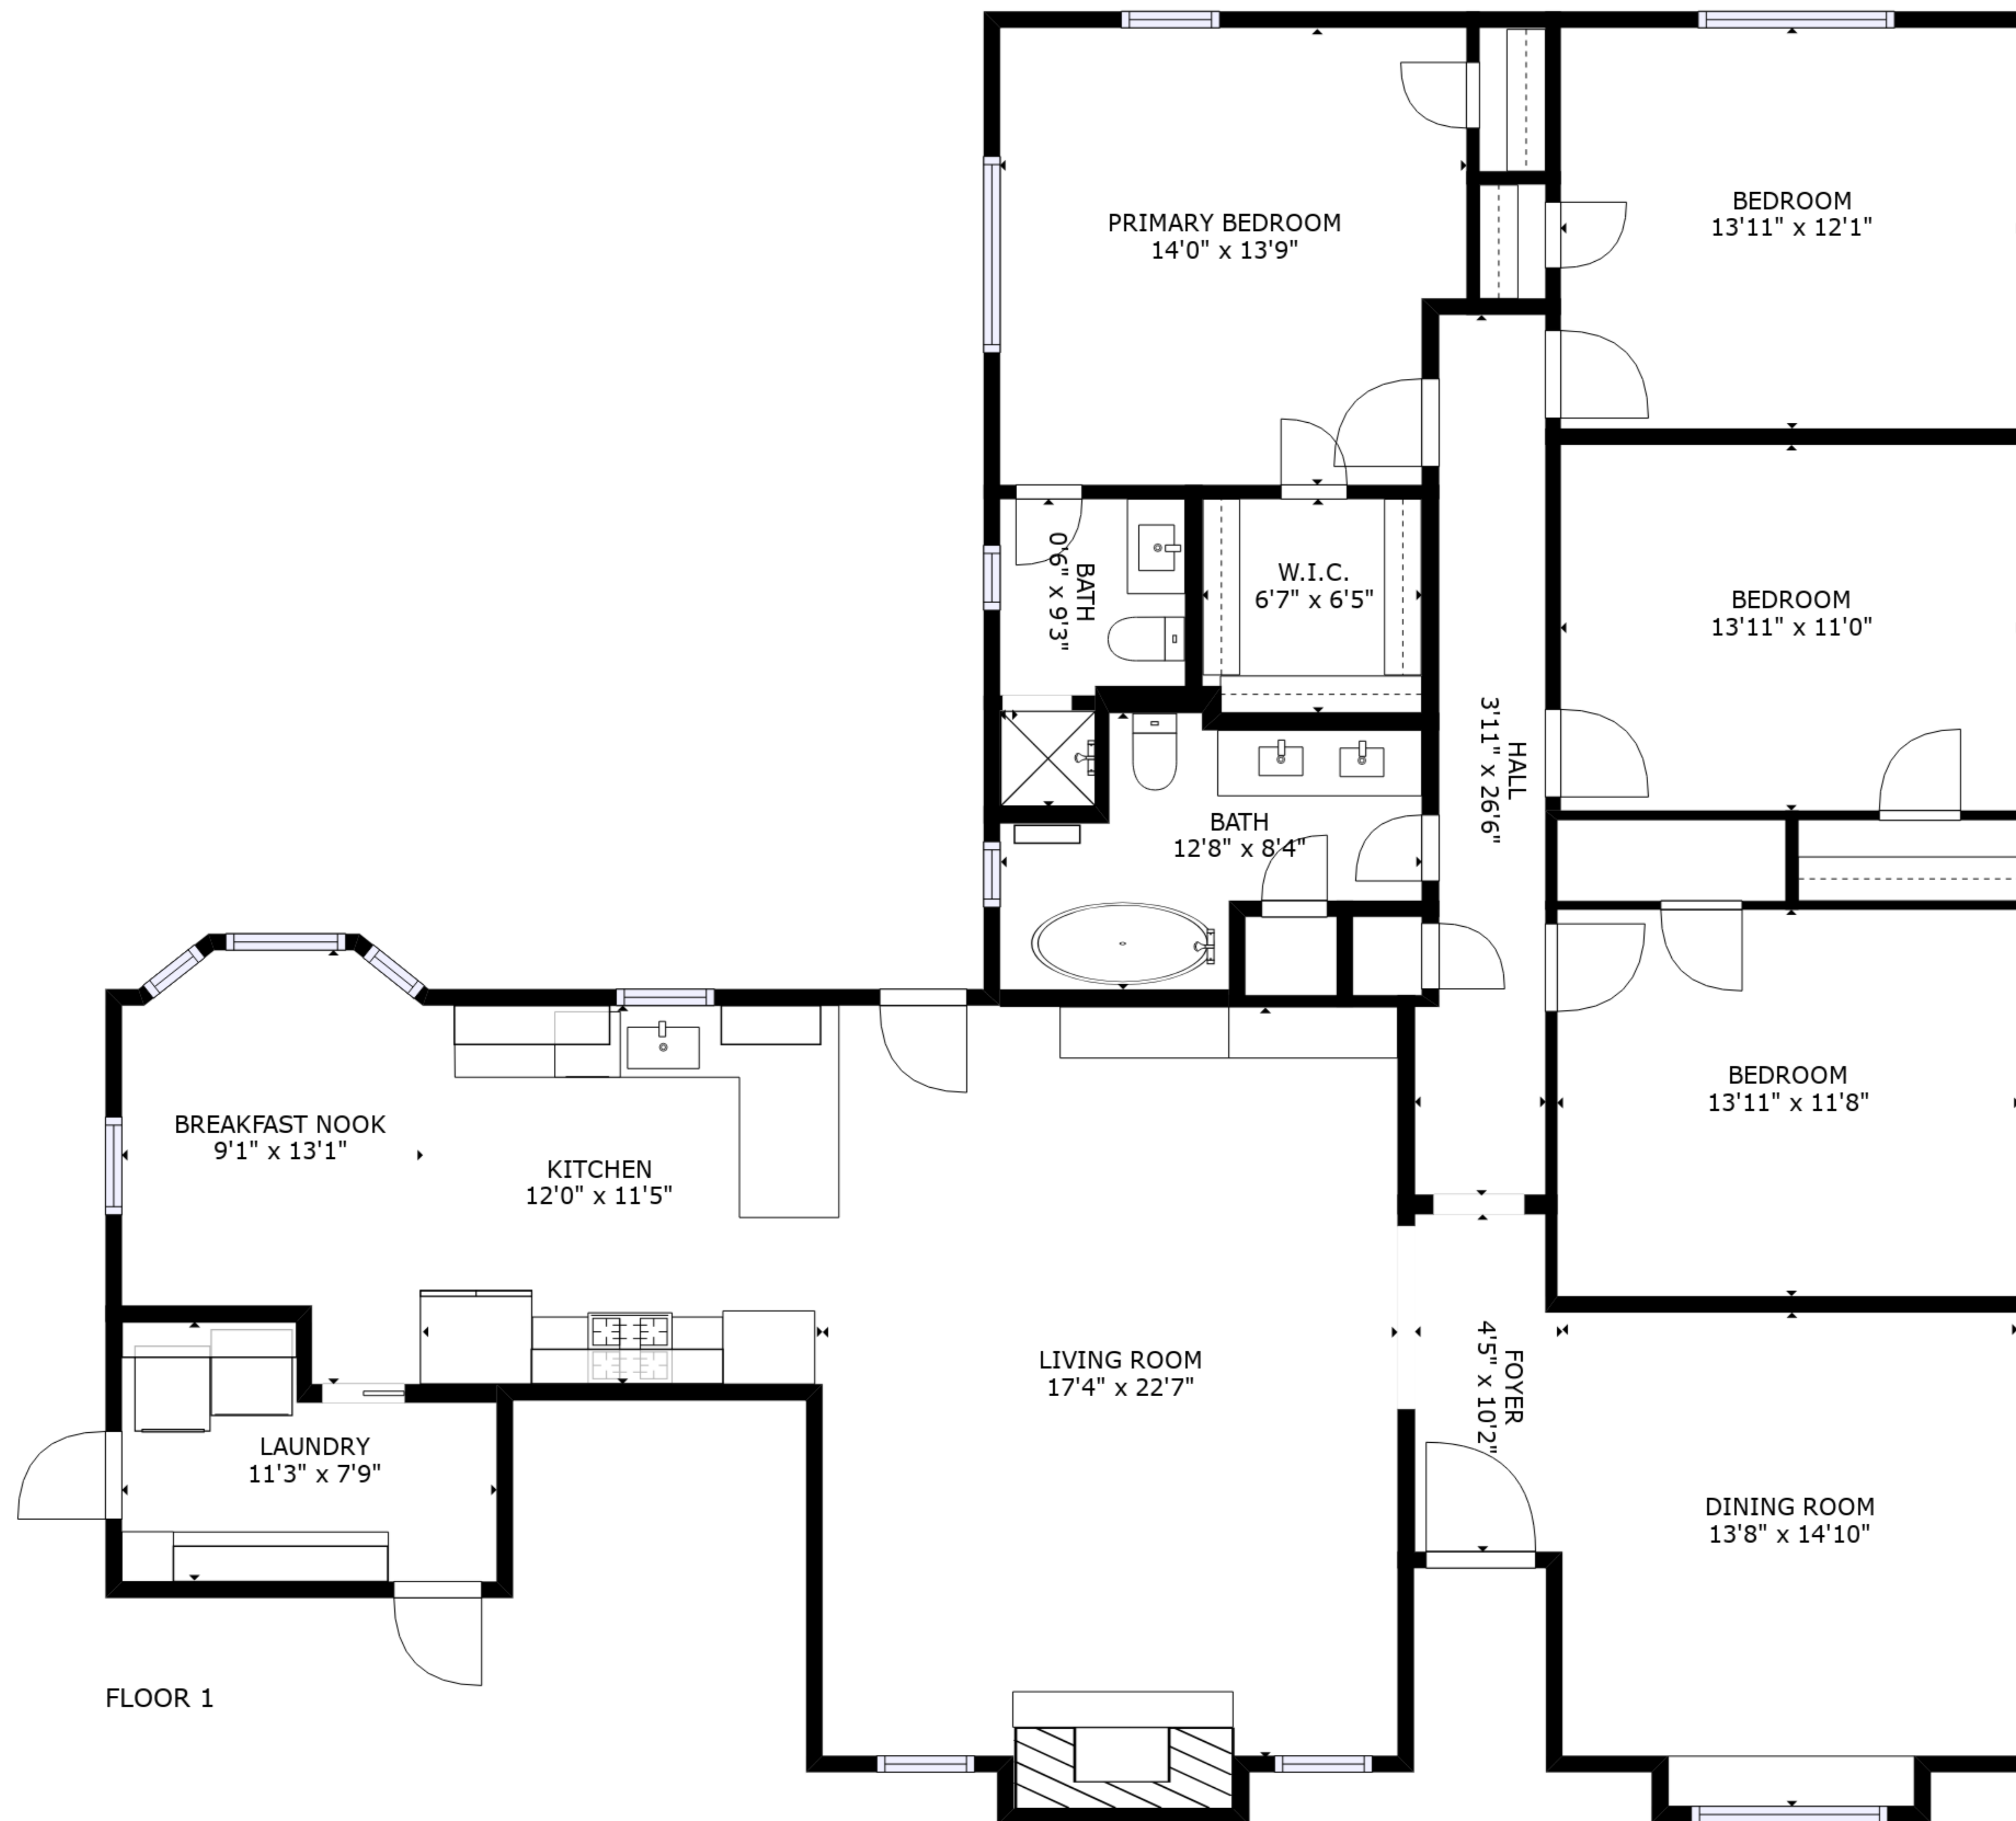 PRIMARY BEDROOM
14'0" x 13'9"
BEDROOM
13'11" x 12'1"
BATH
0'6" x 9'3"
W.I.C.
6'7" x 6'5"
BEDROOM
13'11" x 11'0"
HALL
3'11" x 26'6"
BATH
12'8" x 8'4"
BREAKFAST NOOK
9'1" x 13'1"
KITCHEN
12'0" x 11'5"
BEDROOM
13'11" x 11'8"
LIVING ROOM
17'4" x 22'7"
FOYER
4'5" x 10'2"
LAUNDRY
11'3" x 7'9"
DINING ROOM
13'8" x 14'10"
FLOOR 1